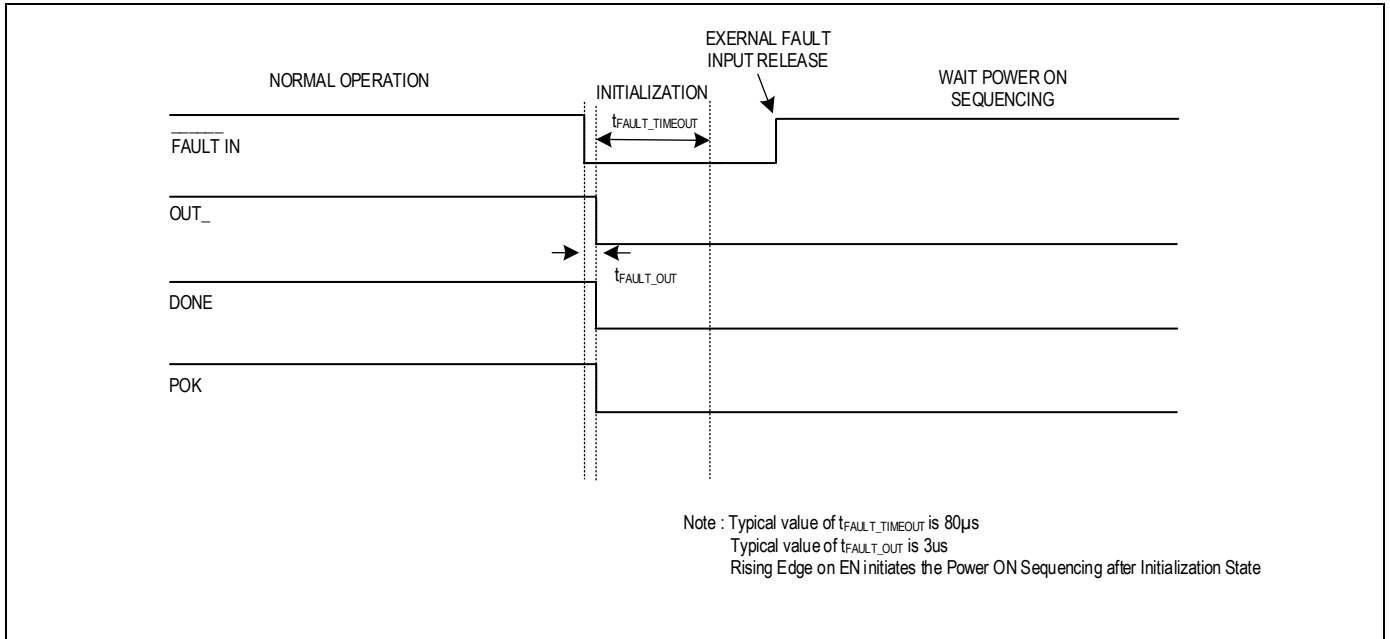 EXERNAL FAULT
INPUT RELEASE
NORMAL OPERATION
INITIALIZATION
WAIT POWER ON
SEQUENCING
tFAULT_TIMEOUT
FAULT IN
OUT_
tFAULT_OUT
DONE
POK
Note : Typical value of tFAULT_TIMEOUT is 80µs
Typical value of tFAULT_OUT is 3us
Rising Edge on EN initiates the Power ON Sequencing after Initialization State